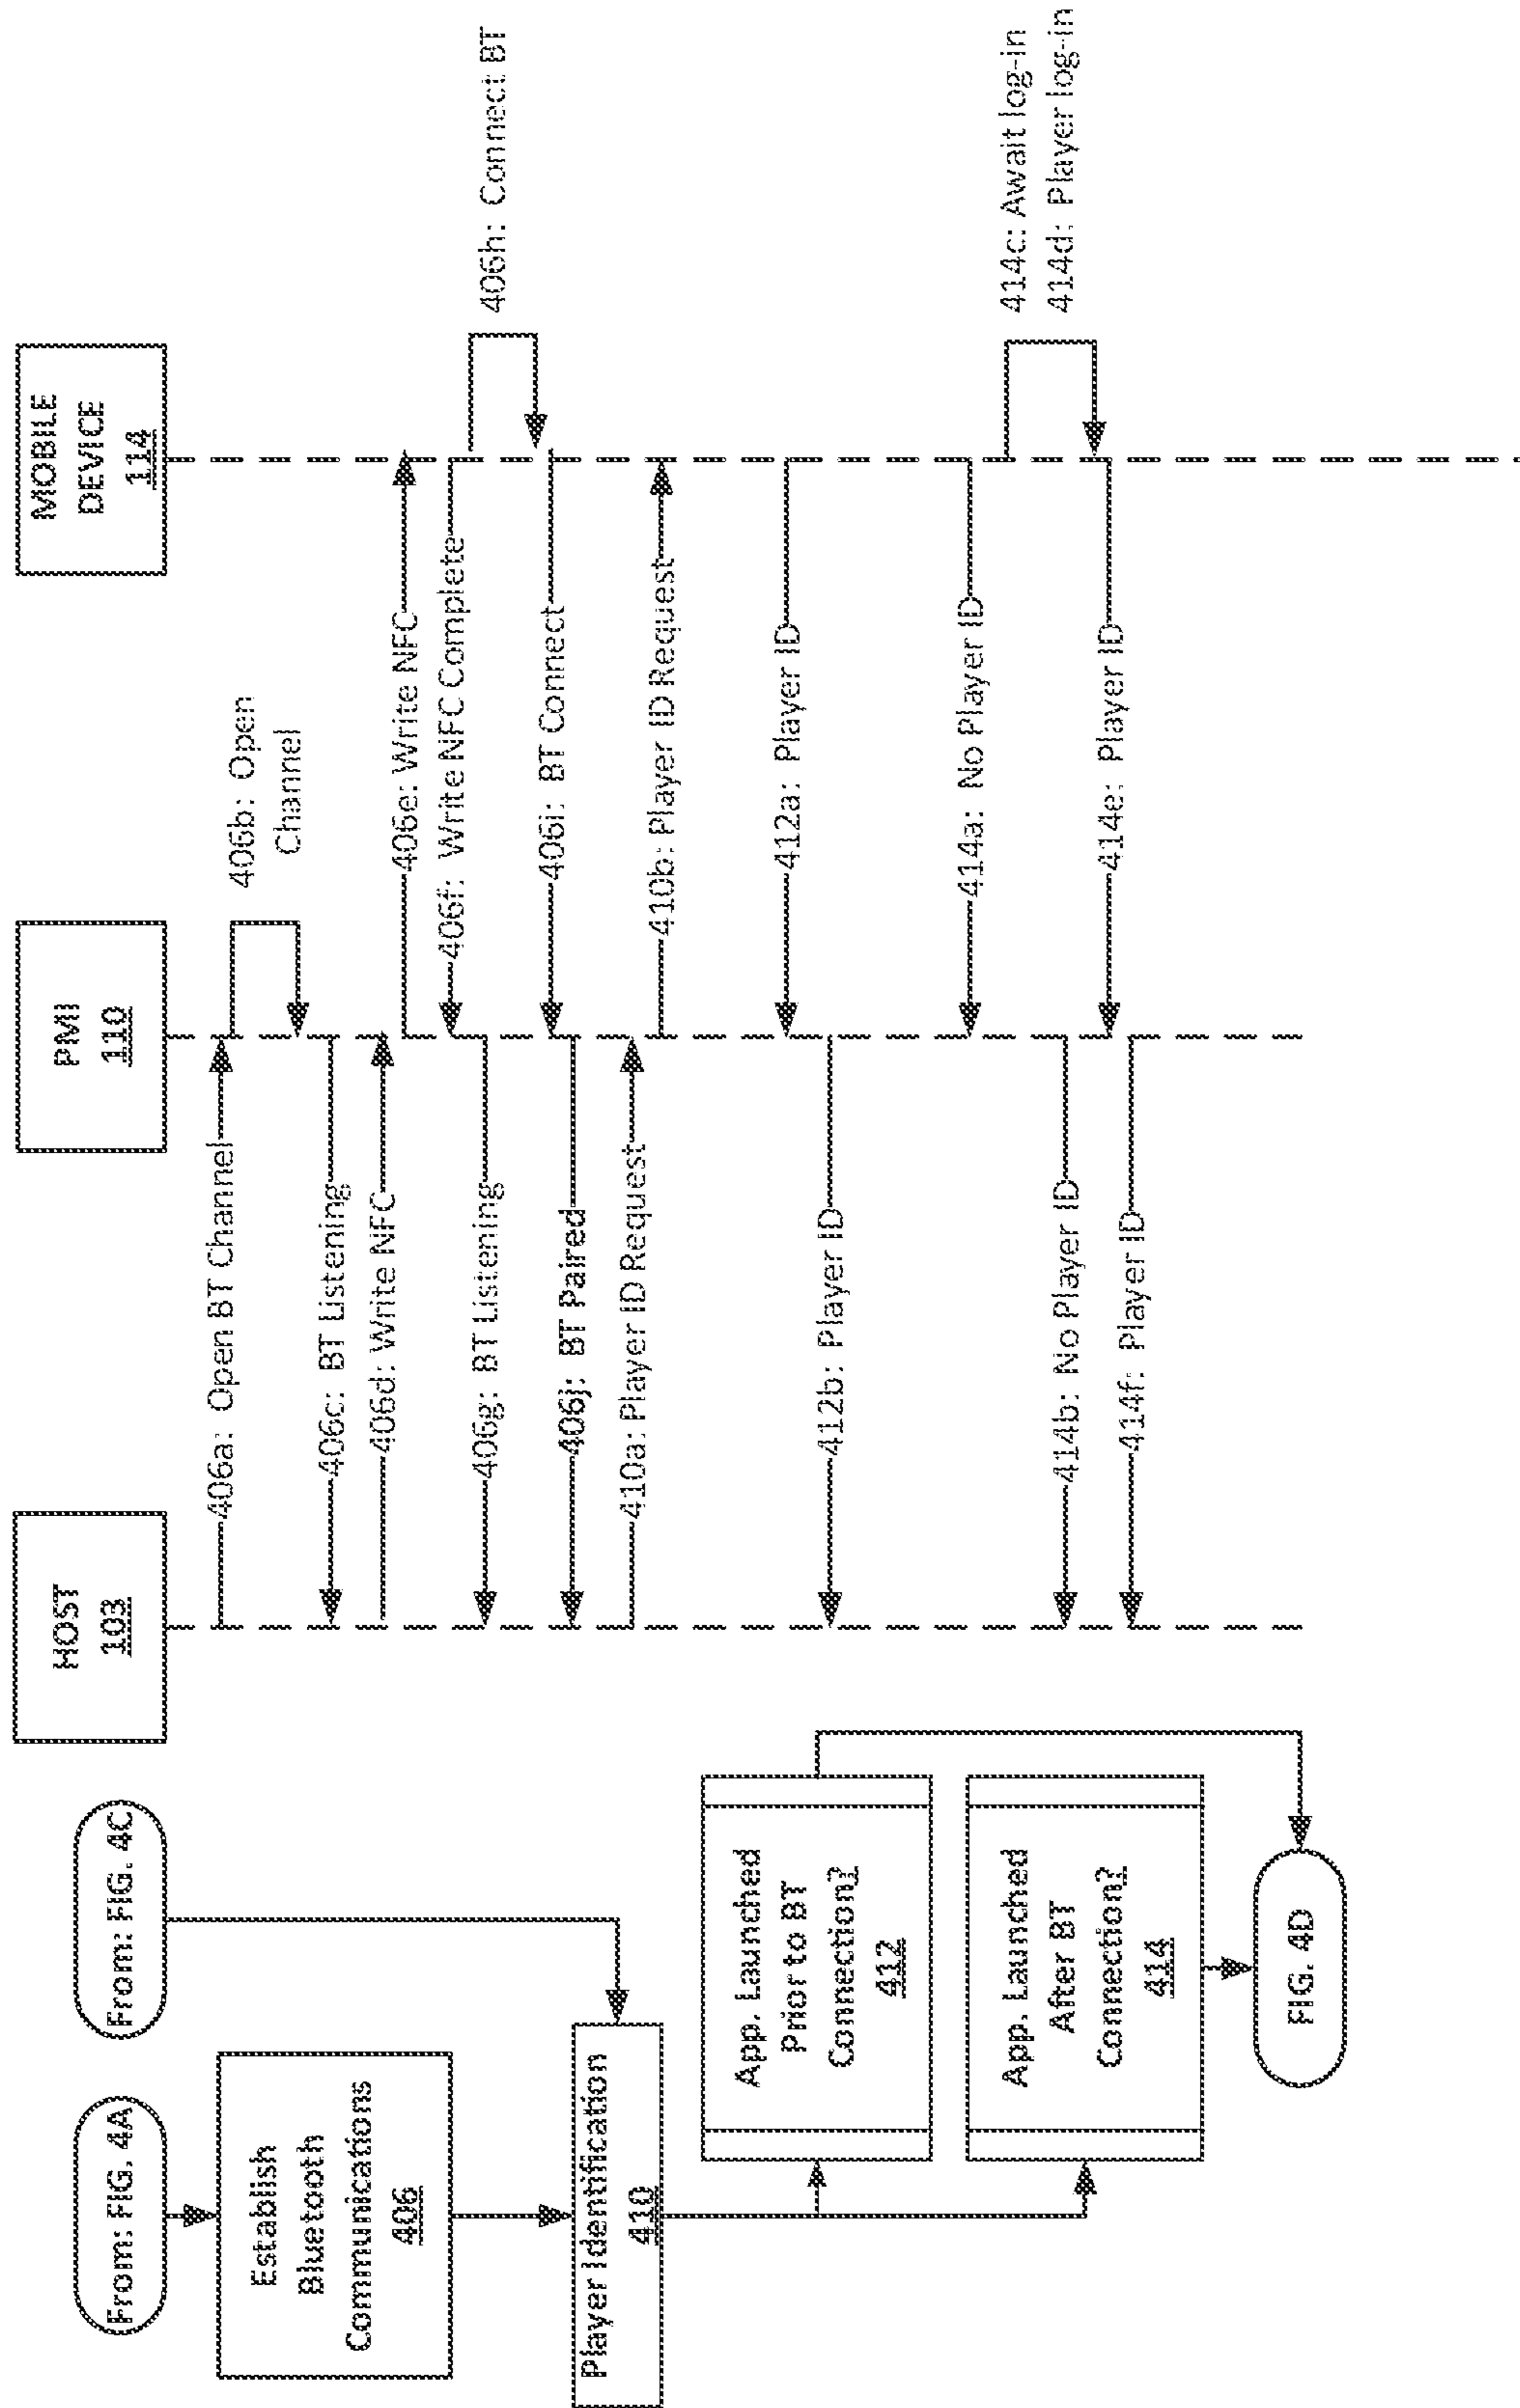 From: FIG. 4A
From: FIG. 4C
HOST
103
PMI
110
MOBILE
DEVICE
114
Establish
Bluetooth
Communications
406
406a: Open BT Channel
406b: Open
Channel
406c: BT Listening
406d: Write NFC
406e: Write NFC
406f: Write NFC Complete
406g: BT Listening
406h: Connect BT
406i: BT Connect
406j: BT Paired
Player Identification
410
410a: Player ID Request
410b: Player ID Request
App. Launched
Prior to BT
Connection?
412
412a: Player ID
412b: Player ID
App. Launched
After BT
Connection?
414
414a: No Player ID
414b: No Player ID
414c: Await log-in
414d: Player log-in
414e: Player ID
414f: Player ID
FIG. 4D